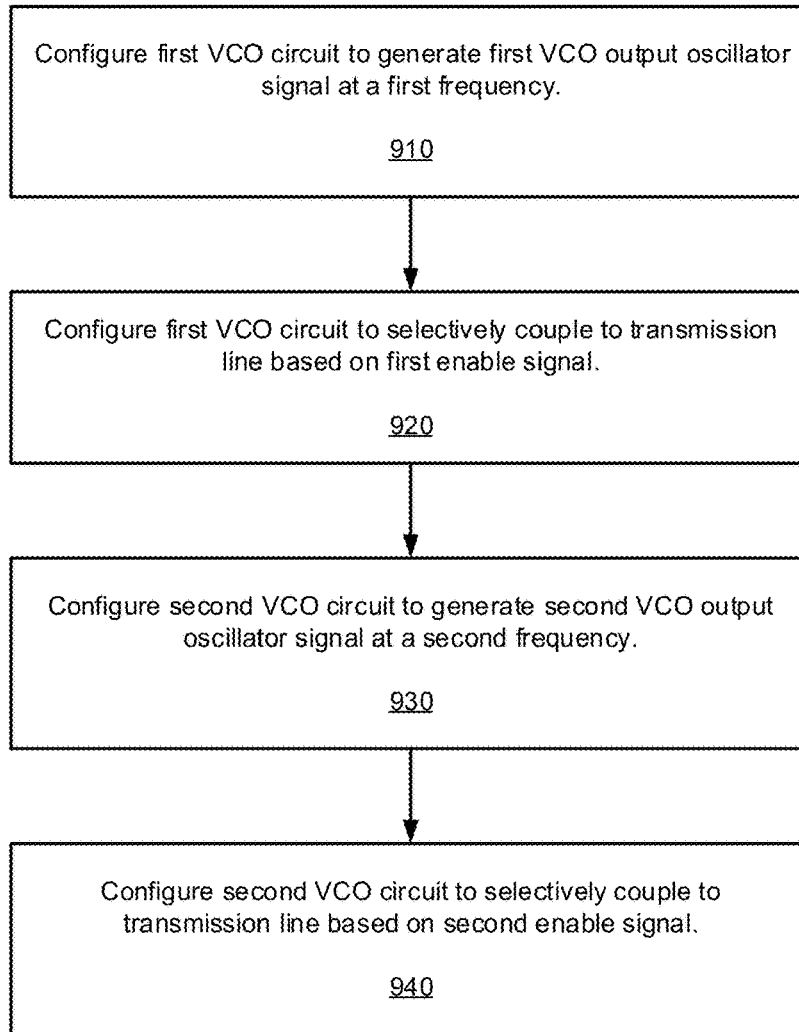 Configure first VCO circuit to generate first VCO output oscillator
signal at a first frequency.
910
Configure first VCO circuit to selectively couple to transmission
line based on first enable signal.
920
Configure second VCO circuit to generate second VCO output
oscillator signal at a second frequency.
930
Configure second VCO circuit to selectively couple to
transmission line based on second enable signal.
940